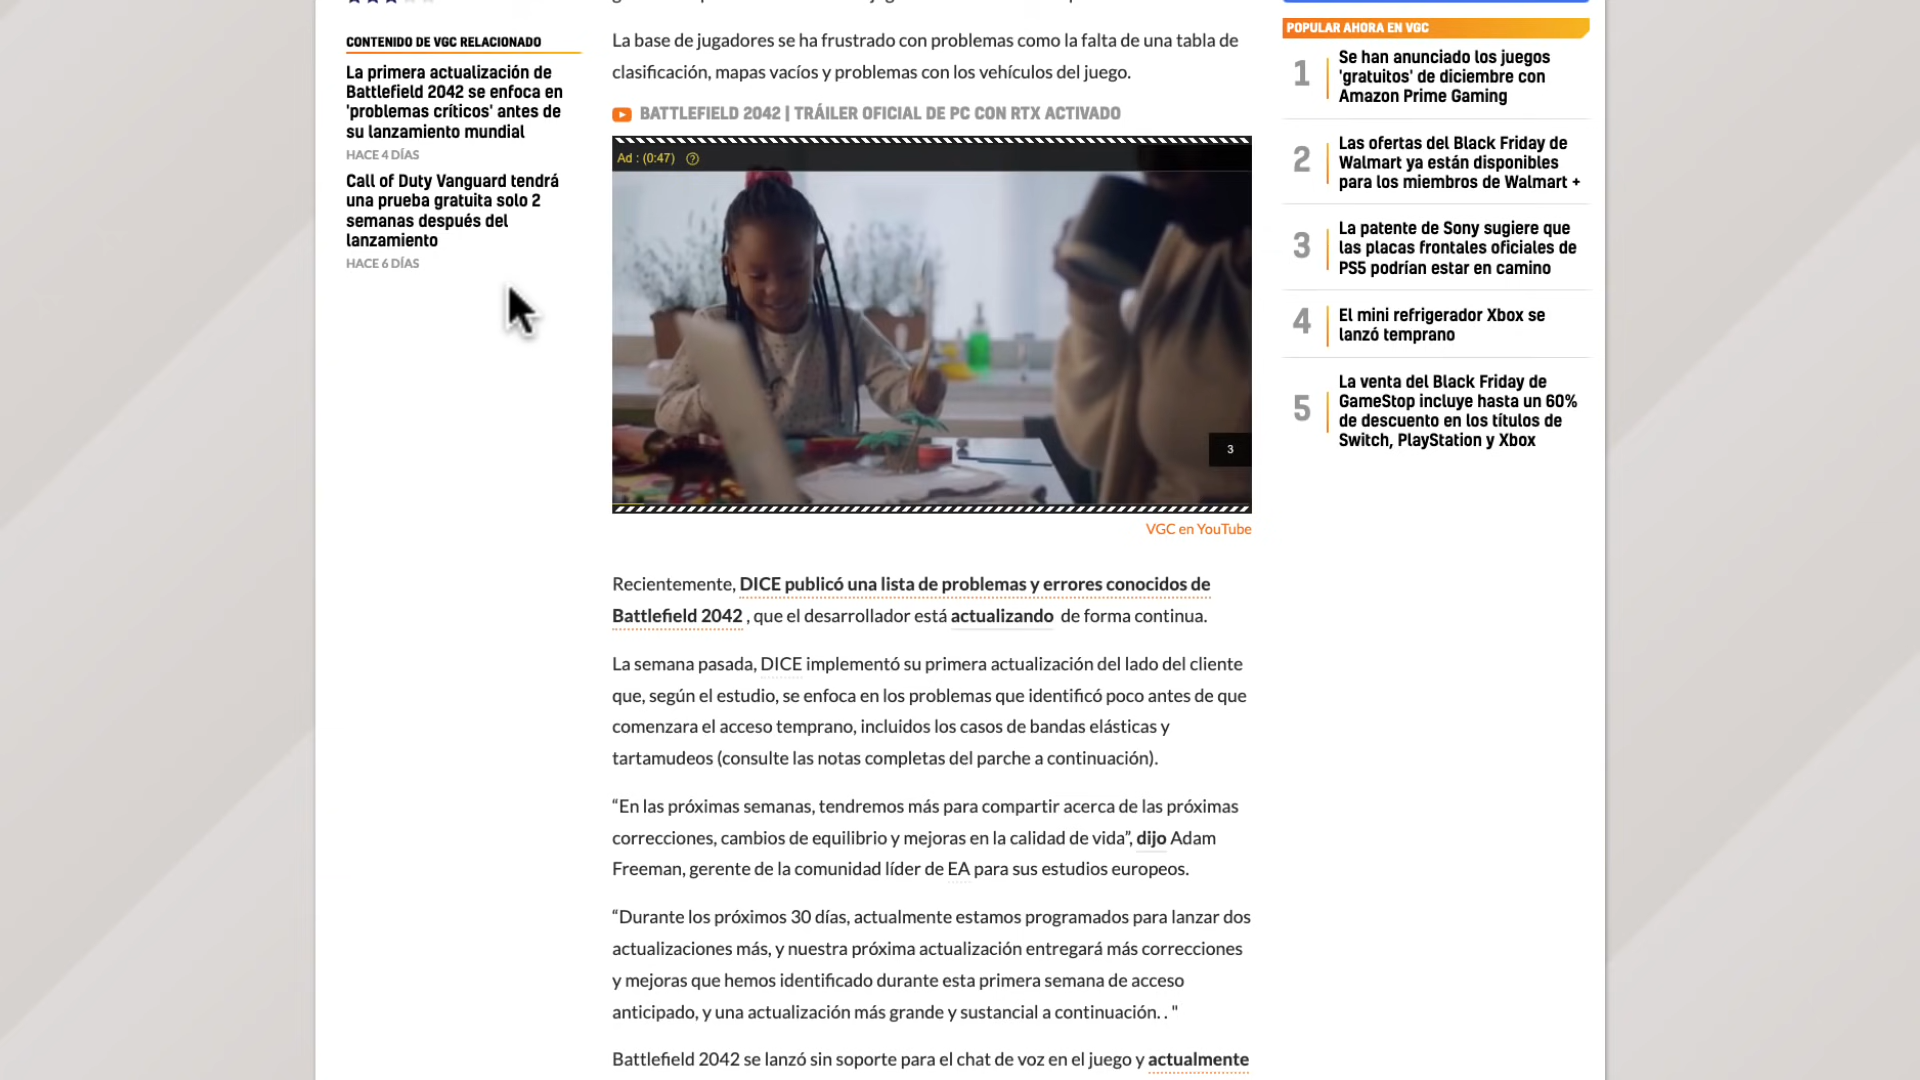 CONTENIDO DE VGC RELACIONADO
La primera actualización de
Battlefield 2042 se enfoca en
'problemas críticos' antes de
su lanzamiento mundial
HACE 4 DÍAS
Call of Duty Vanguard tendrá
una prueba gratuita solo 2
semanas después del
lanzamiento
HACE 6 DÍAS
La base de jugadores se ha frustrado con problemas como la falta de una tabla de
clasificación, mapas vacíos y problemas con los vehículos del juego.
BATTLEFIELD 2042 | TRÁILER OFICIAL DE PC CON RTX ACTIVADO
Ad : (0:47)
3
VGC en YouTube
Recientemente, DICE publicó una lista de problemas y errores conocidos de
Battlefield 2042 , que el desarrollador está actualizando de forma continua.
La semana pasada, DICE implementó su primera actualización del lado del cliente
que, según el estudio, se enfoca en los problemas que identificó poco antes de que
comenzara el acceso temprano, incluidos los casos de bandas elásticas y
tartamudeos (consulte las notas completas del parche a continuación).
“En las próximas semanas, tendremos más para compartir acerca de las próximas
correcciones, cambios de equilibrio y mejoras en la calidad de vida”, dijo Adam
Freeman, gerente de la comunidad líder de EA para sus estudios europeos.
“Durante los próximos 30 días, actualmente estamos programados para lanzar dos
actualizaciones más, y nuestra próxima actualización entregará más correcciones
y mejoras que hemos identificado durante esta primera semana de acceso
anticipado, y una actualización más grande y sustancial a continuación. . "
Battlefield 2042 se lanzó sin soporte para el chat de voz en el juego y actualmente
POPULAR AHORA EN VGC
1
Se han anunciado los juegos
'gratuitos' de diciembre con
Amazon Prime Gaming
2
Las ofertas del Black Friday de
Walmart ya están disponibles
para los miembros de Walmart +
3
La patente de Sony sugiere que
las placas frontales oficiales de
PS5 podrían estar en camino
4
El mini refrigerador Xbox se
lanzó temprano
5
La venta del Black Friday de
GameStop incluye hasta un 60%
de descuento en los títulos de
Switch, PlayStation y Xbox